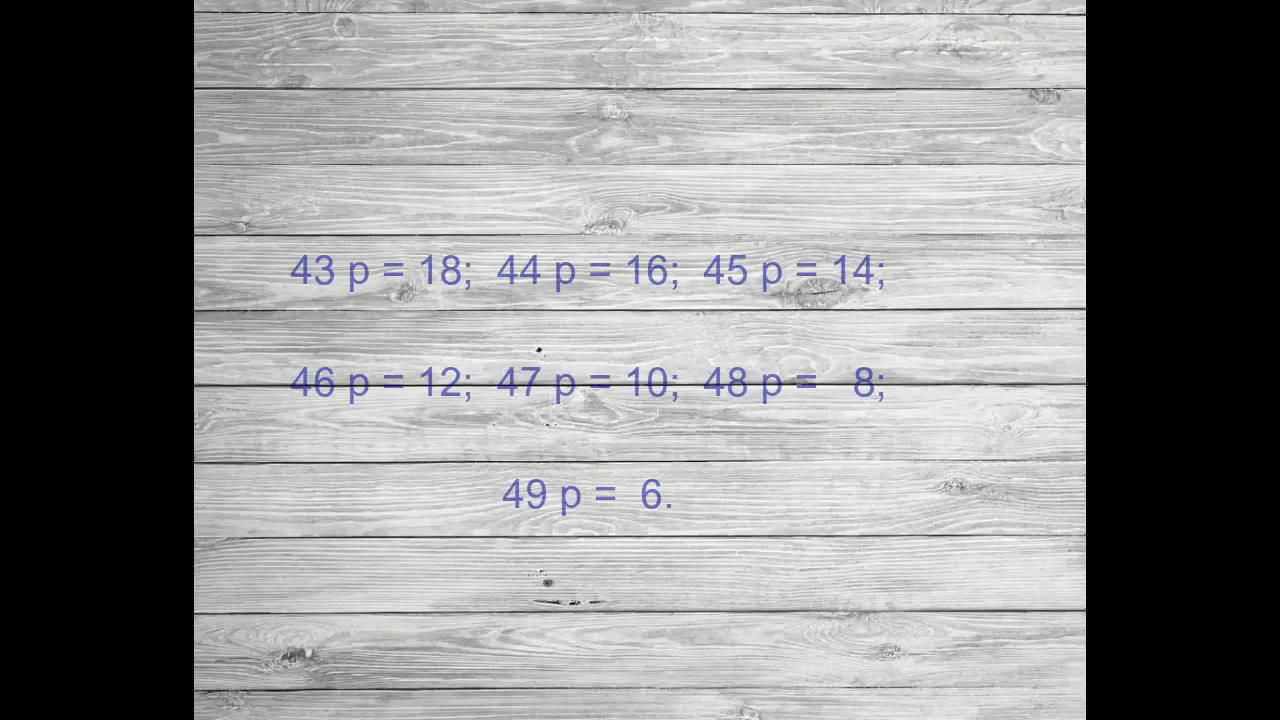 43 p = 18; 44 p = 16; 45 p = 14;
46 p = 12; 47 p = 10; 48 p = 8;
49 p = 6.